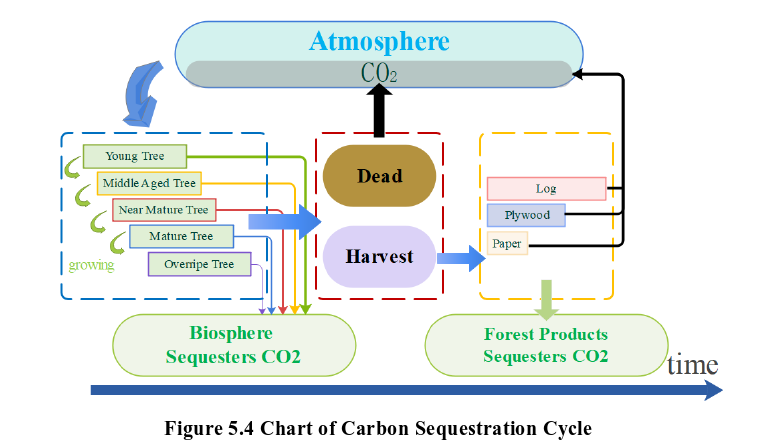 Atmosphere
CO2
Young Tree
Middle Aged Tree
Near Mature Tree
Mature Tree
Overripe Tree
growing
Dead
Harvest
Log
Plywood
Paper
Biosphere
Sequesters CO2
Forest Products
Sequesters CO2
time
Figure 5.4 Chart of Carbon Sequestration Cycle